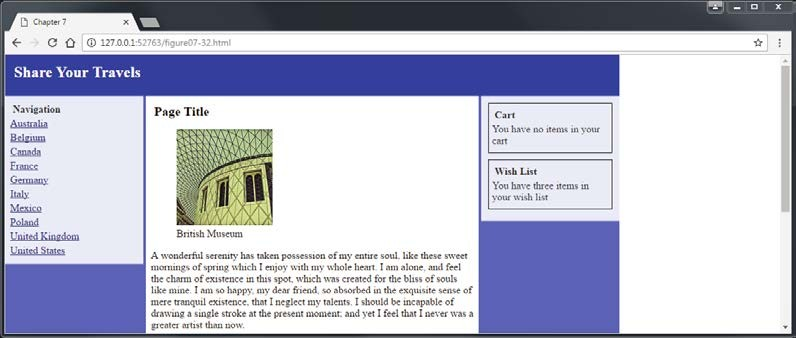 Chapter 7
127.0.0.1:52763/figure07-32.html
Share Your Travels
Navigation
Australia
Belgium
Canada
France
Germany
Italy
Mexico
Poland
United Kingdom
United States
Page Title
British Museum
A wonderful serenity has taken possession of my entire soul, like these sweet
mornings of spring which I enjoy with my whole heart. I am alone, and feel
the charm of existence in this spot, which was created for the bliss of souls
like mine. I am so happy, my dear friend, so absorbed in the exquisite sense of
mere tranquil existence, that I neglect my talents. I should be incapable of
drawing a single stroke at the present moment; and yet I feel that I never was a
greater artist than now.
Cart
You have no items in your
cart
Wish List
You have three items in
your wish list